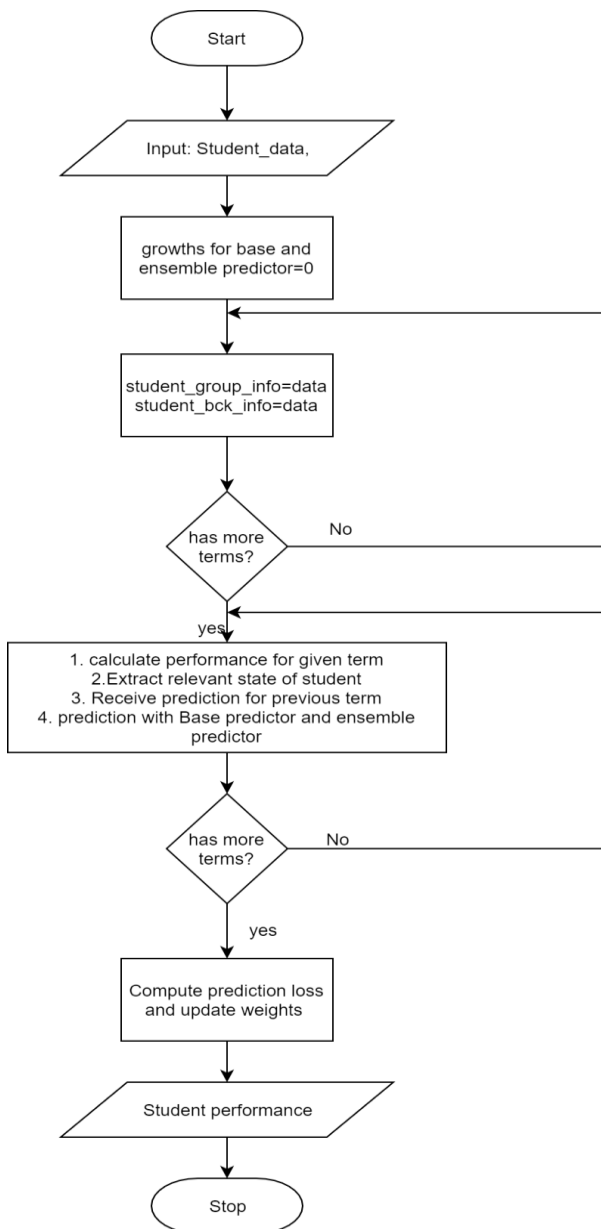 Start
Input: Student_data,
growths for base and
ensemble predictor=0
student_group_info=data
student_bck_info=data
has more
terms?
No
yes
1. calculate performance for given term
2.Extract relevant state of student
3. Receive prediction for previous term
4. prediction with Base predictor and ensemble
predictor
has more
terms?
No
yes
Compute prediction loss
and update weights
Student performance
Stop